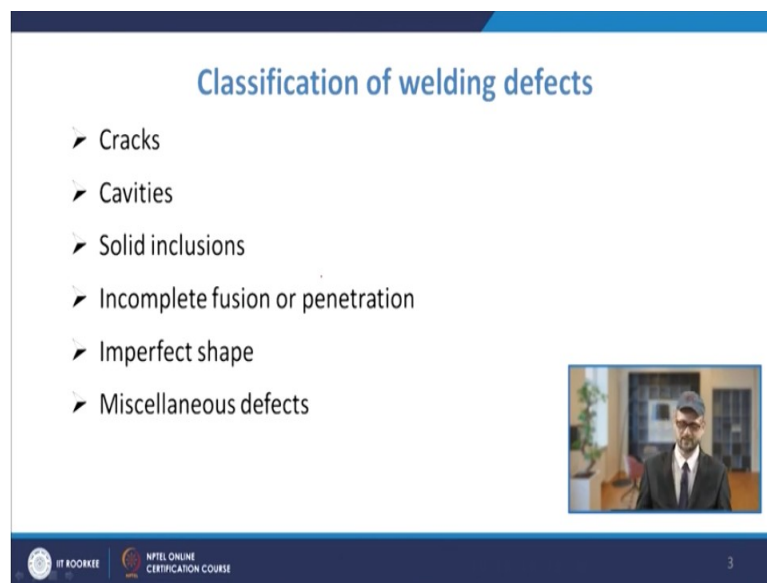 Classification of welding defects
Cracks
Cavities
Solid inclusions
Incomplete fusion or penetration
Imperfect shape
Miscellaneous defects
IIT ROORKEE
NPTEL ONLINE
CERTIFICATION COURSE
3